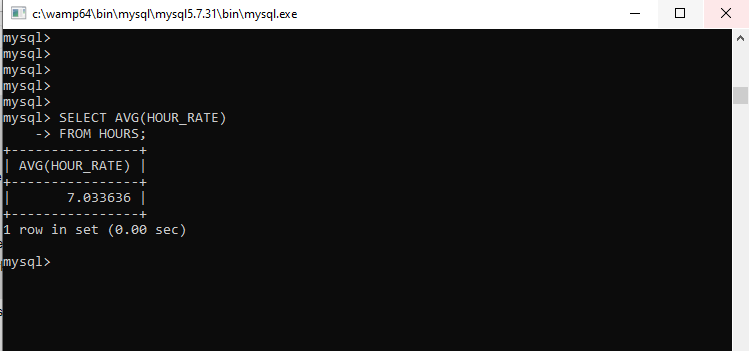 c:\wamp64\bin\mysql\mysql5.7.31\bin\mysql.exe
mysql>
mysql>
mysql>
mysql>
mysql>
mysql> SELECT AVG(HOUR_RATE)
    -> FROM HOURS;
+----------------+
| AVG(HOUR_RATE) |
+----------------+
|       7.033636 |
+----------------+
1 row in set (0.00 sec)
mysql>